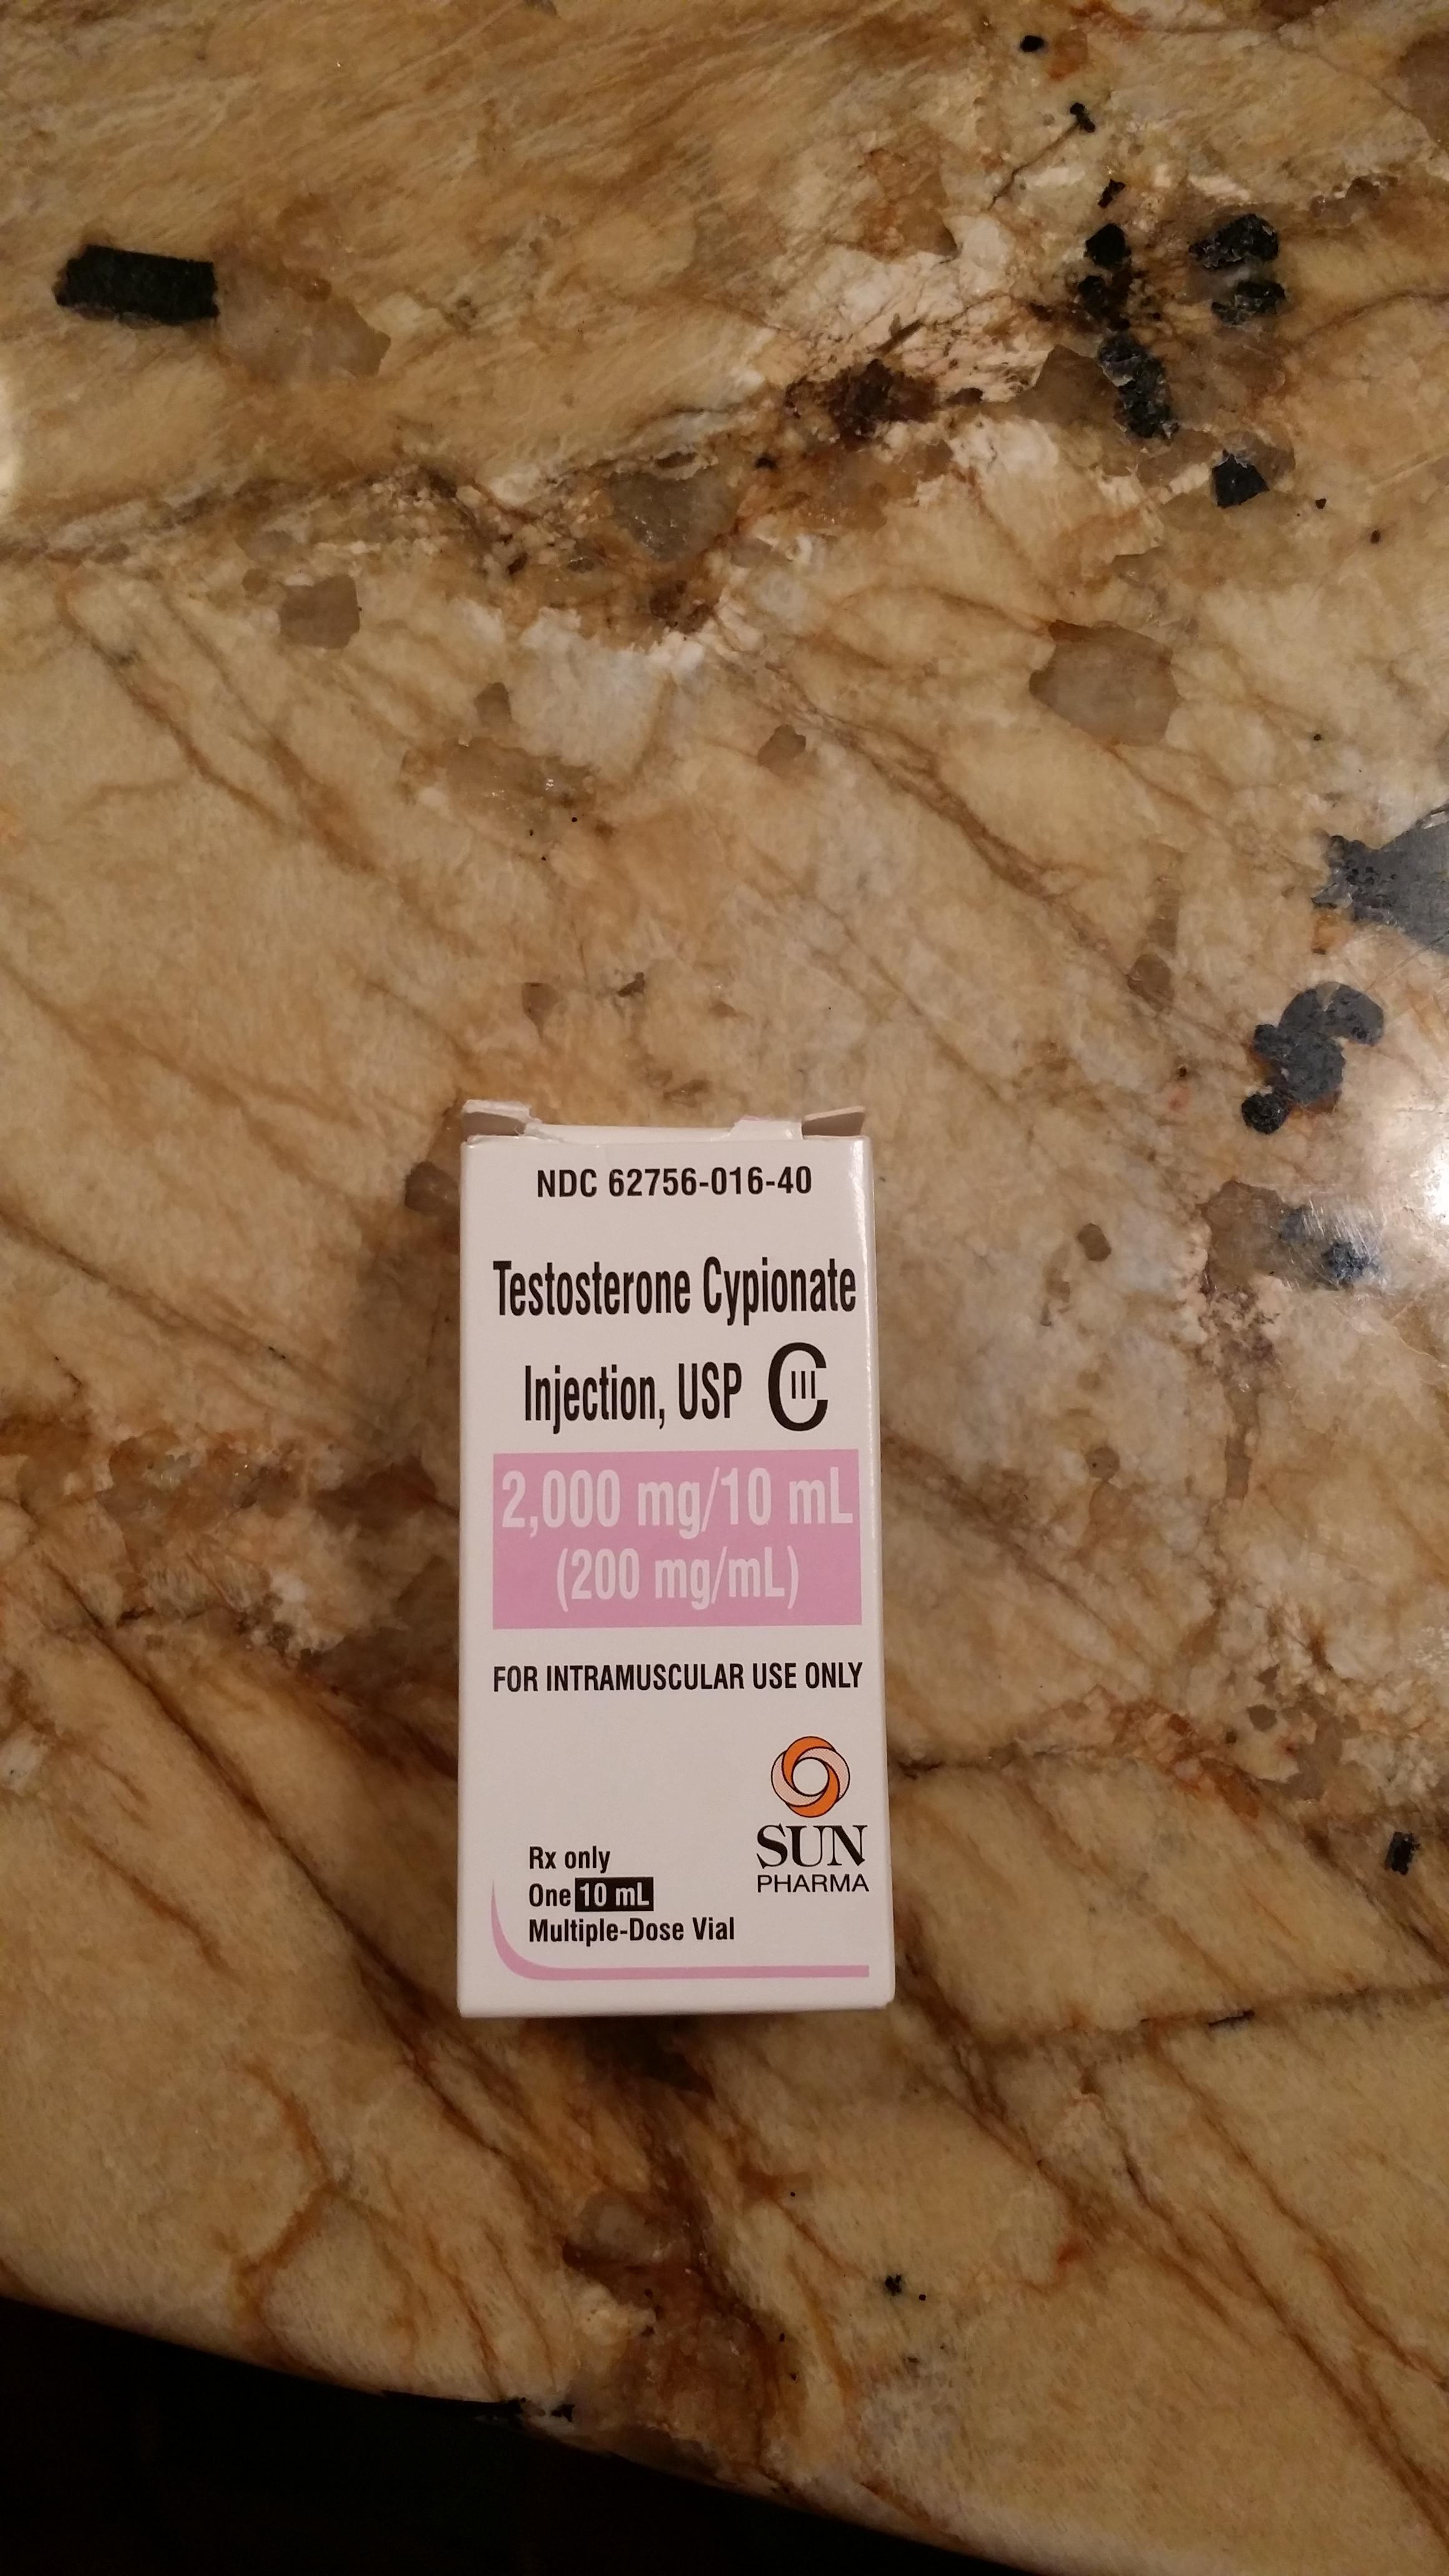 NDC 62756-016-40
Testosterone Cypionate
Injection, USP CIII
2,000 mg/10 mL
(200 mg/mL)
FOR INTRAMUSCULAR USE ONLY
SUN
PHARMA
Rx only
One 10 mL
Multiple-Dose Vial